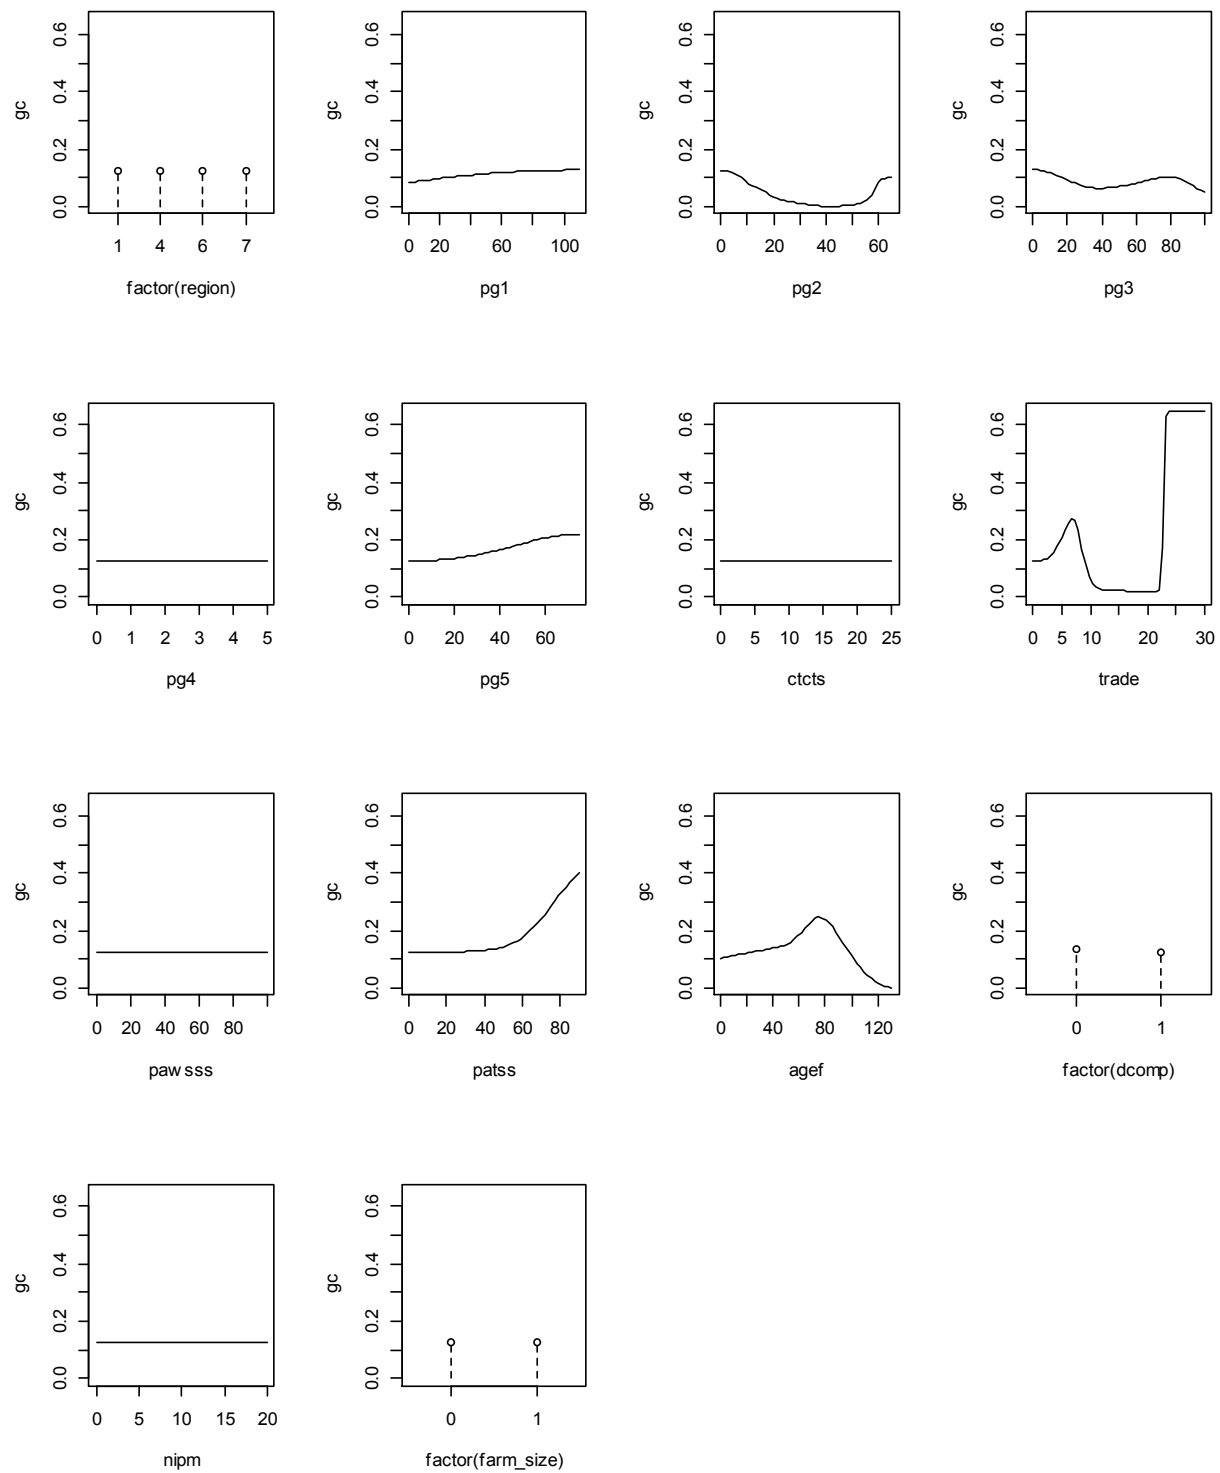 gc 0.0 0.2 0.4 0.6
1 4 6 7
factor(region)
gc 0.0 0.2 0.4 0.6
0 20 60 100
pg1
gc 0.0 0.2 0.4 0.6
0 20 40 60
pg2
gc 0.0 0.2 0.4 0.6
0 20 40 60 80
pg3
gc 0.0 0.2 0.4 0.6
0 1 2 3 4 5
pg4
gc 0.0 0.2 0.4 0.6
0 20 40 60
pg5
gc 0.0 0.2 0.4 0.6
0 5 10 15 20 25
ctcts
gc 0.0 0.2 0.4 0.6
0 5 10 20 30
trade
gc 0.0 0.2 0.4 0.6
0 20 40 60 80
paw sss
gc 0.0 0.2 0.4 0.6
0 20 40 60 80
patss
gc 0.0 0.2 0.4 0.6
0 40 80 120
agef
gc 0.0 0.2 0.4 0.6
0 1
factor(dcomp)
gc 0.0 0.2 0.4 0.6
0 5 10 15 20
nipm
gc 0.0 0.2 0.4 0.6
0 1
factor(farm_size)